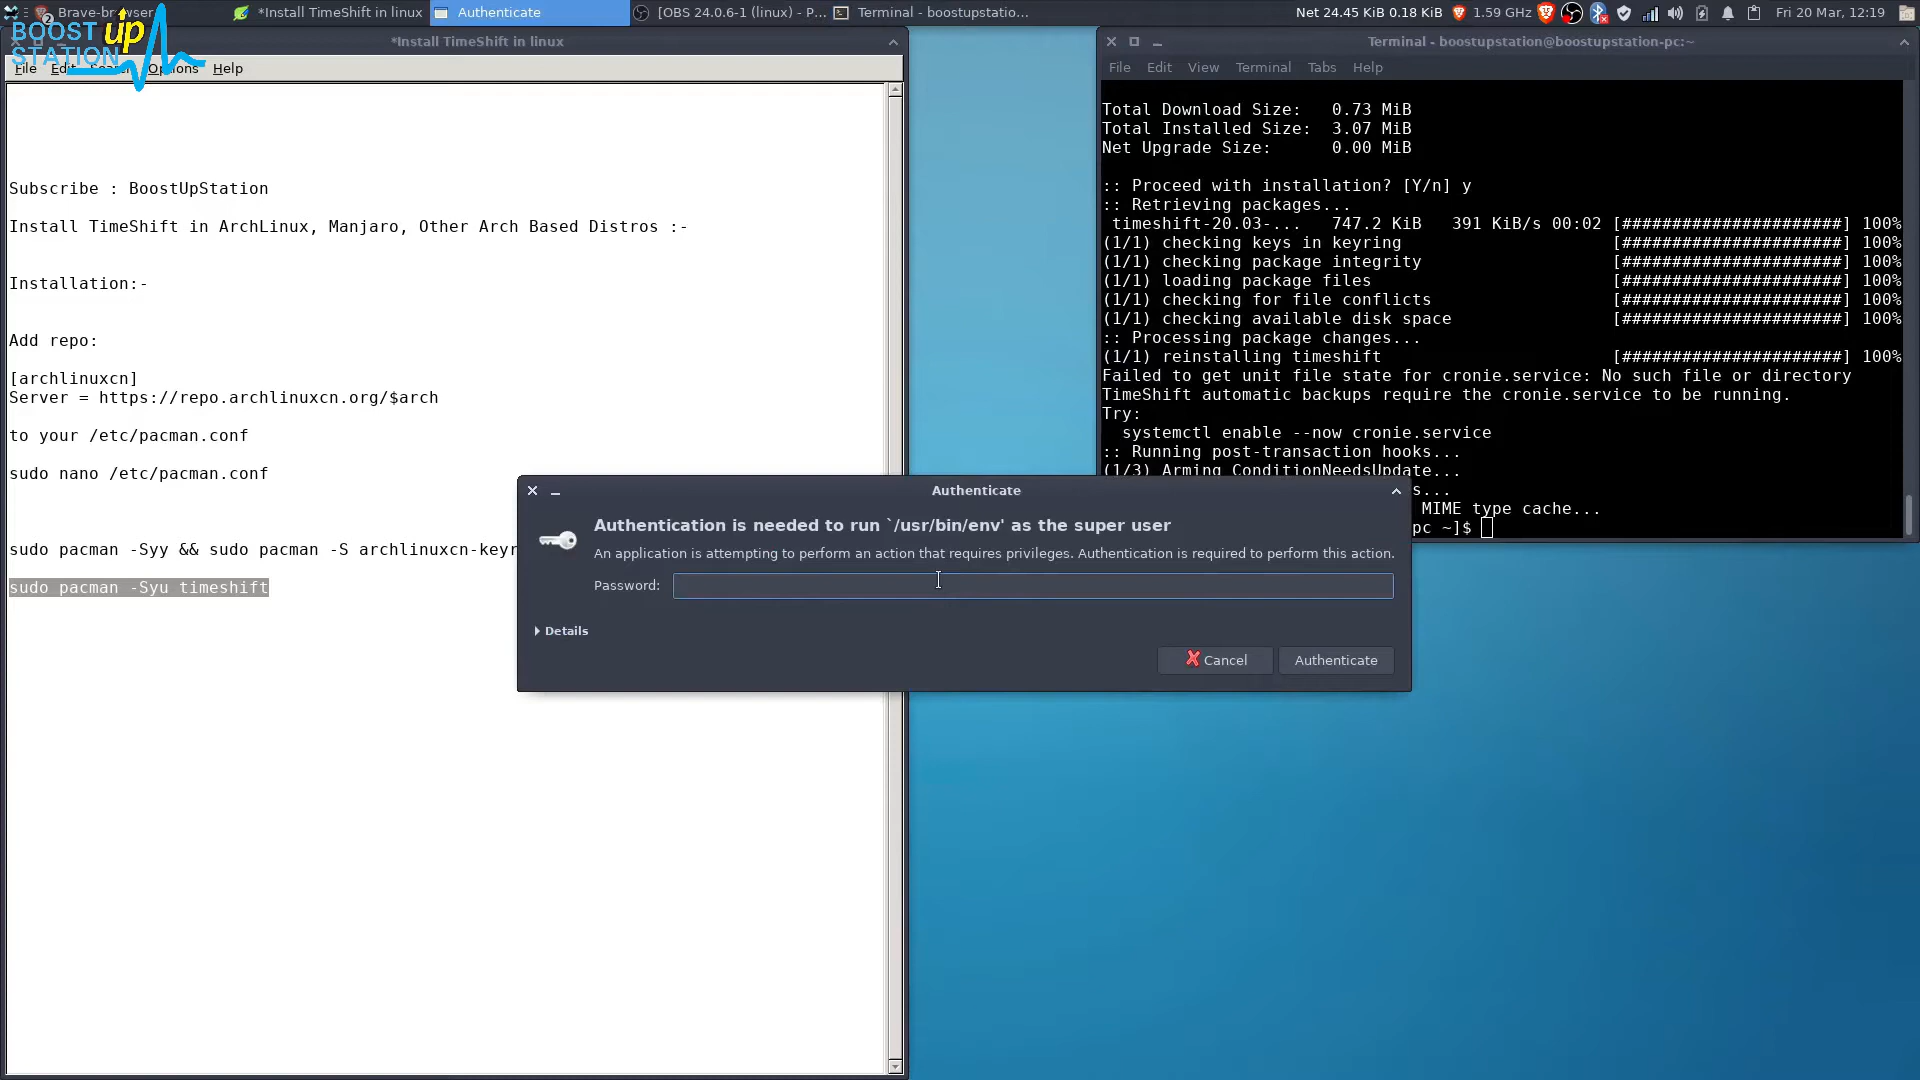 Brave-browser
2
*Install TimeShift in linux
Authenticate
[OBS 24.0.6-1 (linux) - P...
Terminal - boostupstatio...
Net 24.45 KiB 0.18 KiB
1.59 GHz
Fri 20 Mar, 12:19
BOOST up
STATION
*Install TimeShift in linux
File Edit Search Options Help
Subscribe : BoostUpStation
Install TimeShift in ArchLinux, Manjaro, Other Arch Based Distros :-
Installation:-
Add repo:
[archlinuxcn]
Server = https://repo.archlinuxcn.org/$arch
to your /etc/pacman.conf
sudo nano /etc/pacman.conf
sudo pacman -Syy && sudo pacman -S archlinuxcn-keyr
sudo pacman -Syu timeshift
Terminal - boostupstation@boostupstation-pc:~
File Edit View Terminal Tabs Help
Total Download Size: 0.73 MiB
Total Installed Size: 3.07 MiB
Net Upgrade Size: 0.00 MiB
:: Proceed with installation? [Y/n] y
:: Retrieving packages...
timeshift-20.03-... 747.2 KiB 391 KiB/s 00:02 [######################] 100%
(1/1) checking keys in keyring [######################] 100%
(1/1) checking package integrity [######################] 100%
(1/1) loading package files [######################] 100%
(1/1) checking for file conflicts [######################] 100%
(1/1) checking available disk space [######################] 100%
:: Processing package changes...
(1/1) reinstalling timeshift [######################] 100%
Failed to get unit file state for cronie.service: No such file or directory
TimeShift automatic backups require the cronie.service to be running.
Try:
systemctl enable --now cronie.service
:: Running post-transaction hooks...
(1/3) Arming ConditionNeedsUpdate...
s...
MIME type cache...
pc ~]$
Authenticate
Authentication is needed to run `/usr/bin/env' as the super user
An application is attempting to perform an action that requires privileges. Authentication is required to perform this action.
Password:
Details
Cancel
Authenticate